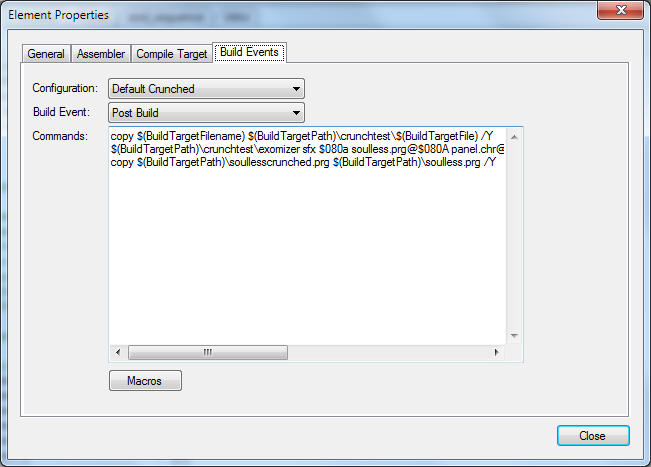 Element Properties
General Assembler Compile Target Build Events
Configuration: Default Crunched
Build Event: Post Build
Commands: copy $(BuildTargetFilename) $(BuildTargetPath)\crunchtest\$(BuildTargetFile) /Y
$(BuildTargetPath)\crunchtest\exomizer sfx $080a soulless.prg@$080A panel.chr@
copy $(BuildTargetPath)\soullesscrunched.prg $(BuildTargetPath)\soulless.prg /Y
Macros
Close